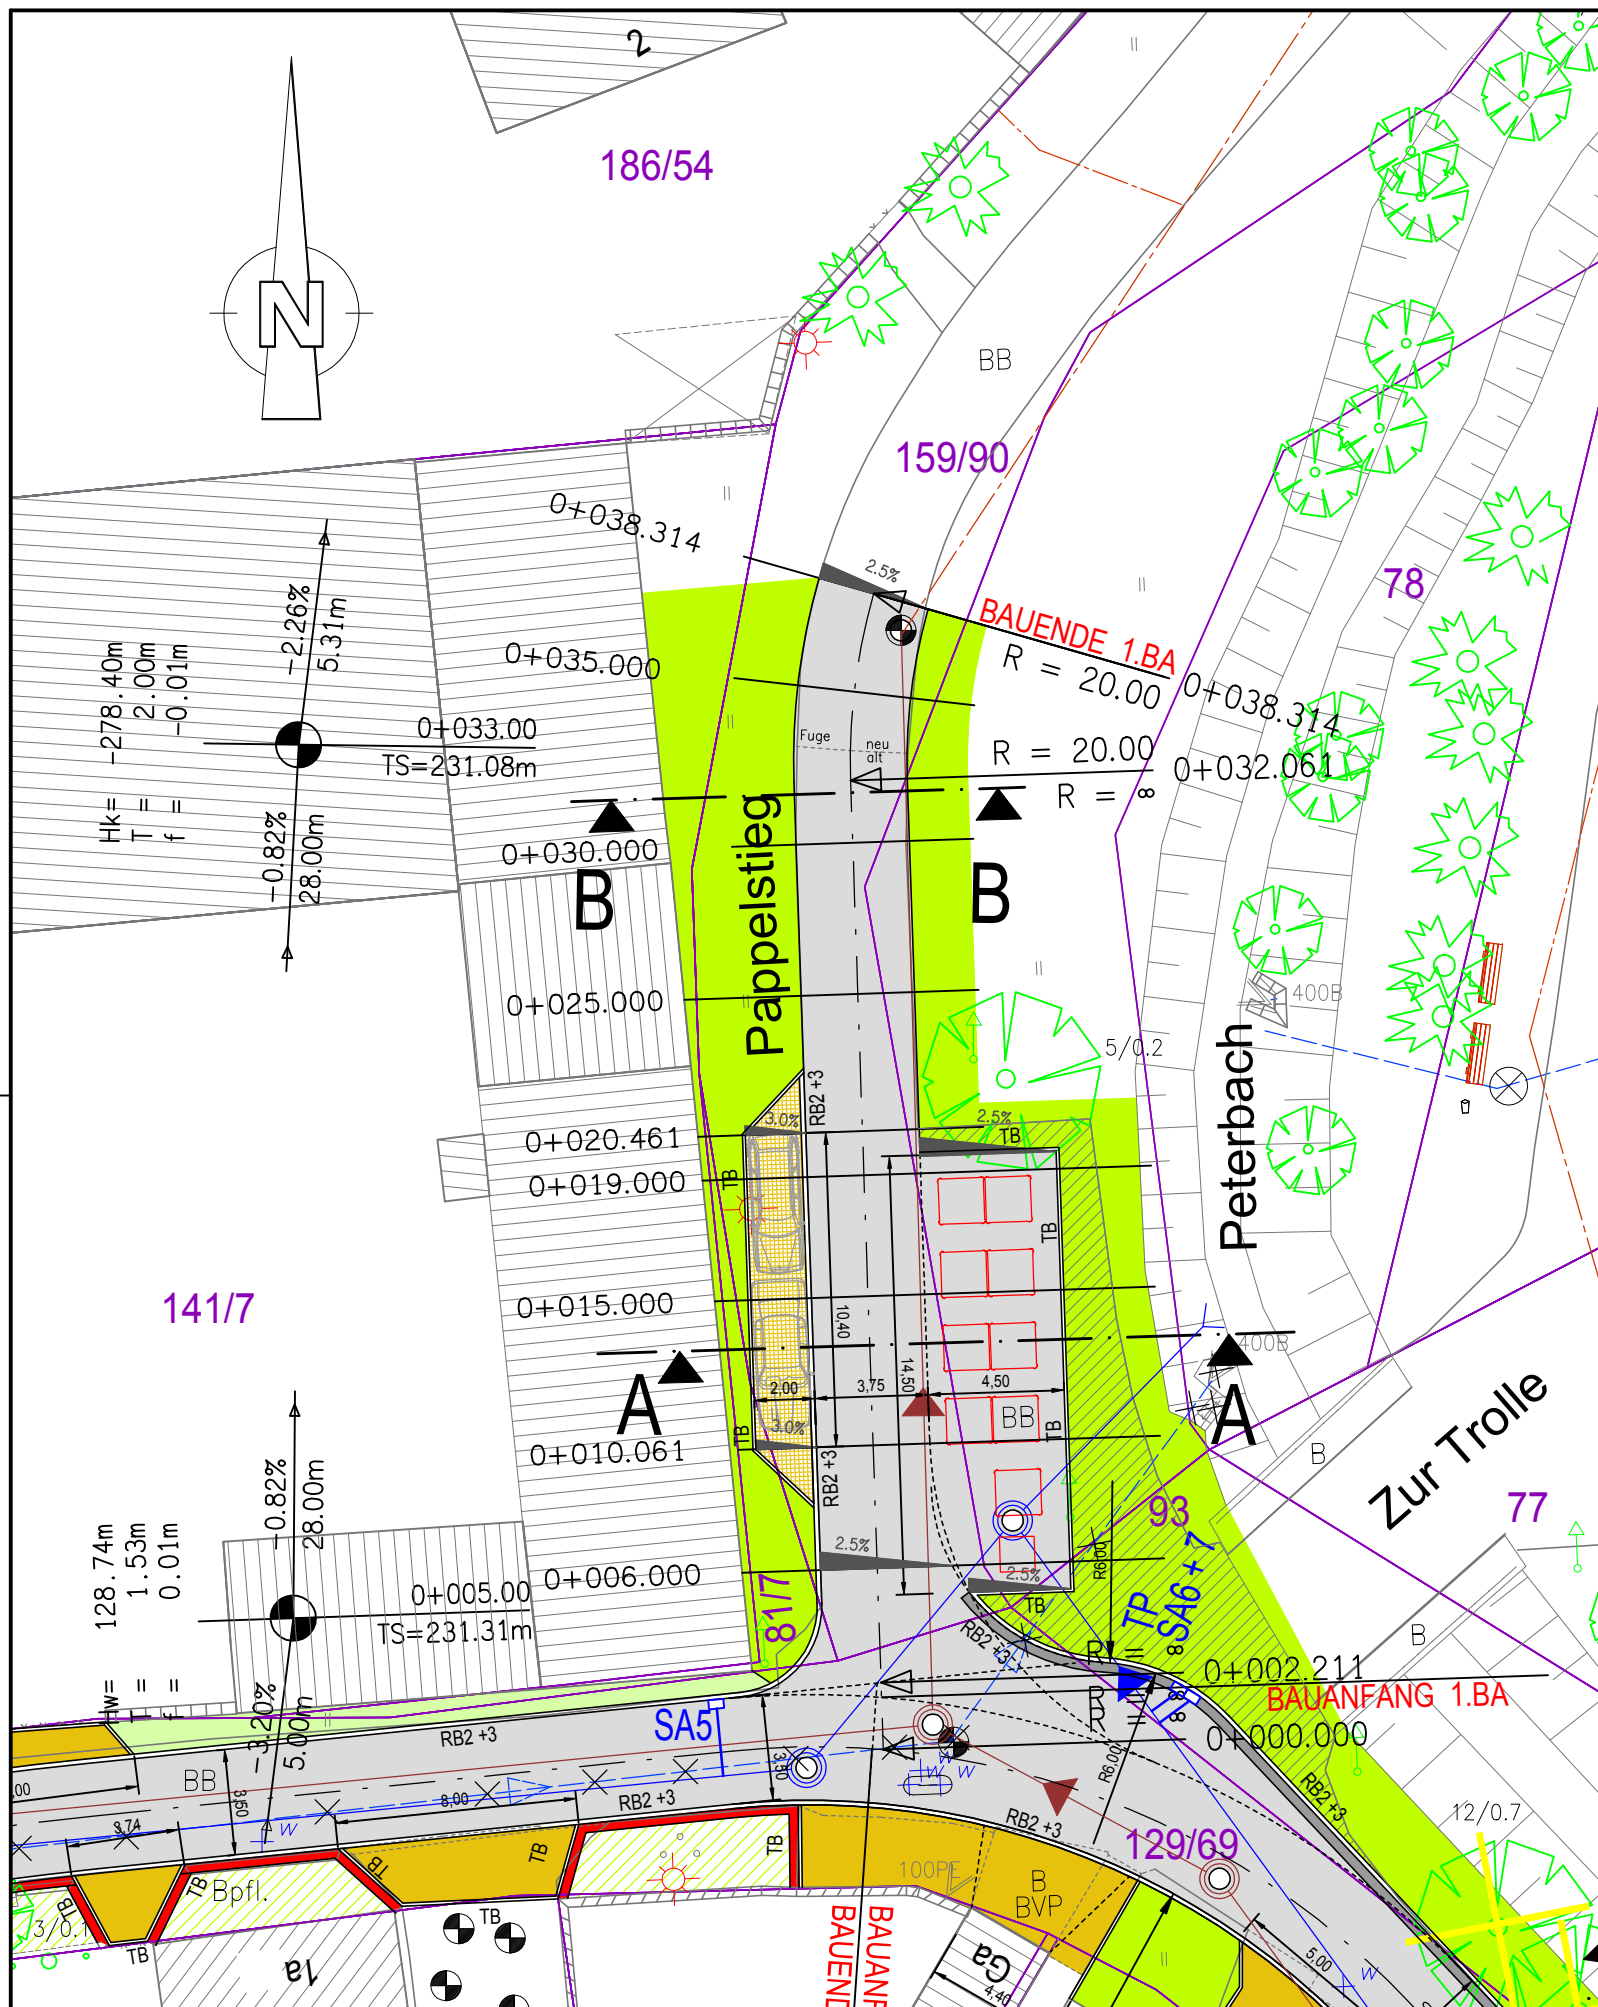 2
186/54
N
BB
159/90
0+038.314
2.5%
78
BAUENDE 1.BA
R = 20.00
0+038.314
-2.26%
5.31m
Hk= -278.40m
T = 2.00m
f = -0.01m
0+035.000
0+033.00
TS=231.08m
Fuge
neu
alt
R = 20.00
0+032.061
R = ∞
-0.82%
28.00m
0+030.000
B
B
Pappelstieg
0+025.000
400B
5/0.2
Peterbach
RB2 +3
3.0%
2.5%
TB
0+020.461
TB
0+019.000
TB
141/7
0+015.000
10,40
14,50
400B
2,00
3,75
4,50
A
A
BB
TB
TB
3.0%
0+010.061
RB2 +3
B
Zur Trolle
77
93
-0.82%
28.00m
Hw= 128.74m
T = 1.53m
f = 0.01m
2.5%
R6,00
0+006.000
2.5%
TB
0+005.00
TS=231.31m
81/7
TP
SA6 + 7
B
RB2 +3
R = ∞
0+002.211
BAUANFANG 1.BA
R = ∞
R = ∞
0+000.000
-3.20%
5.00m
SA5
RB2 +3
BB
3,50
3,50
W
W
W
R6,00
RB2 +3
,00
8,00
RB2 +3
3,74
W
RB2 +3
12/0.7
129/69
TB
TB
TB
TB
TB
Bpfl.
100PE
B
BVP
3/0.1
TB
TB
1a
BAUEND
BAUANF
Ga
4,40
5,00
W